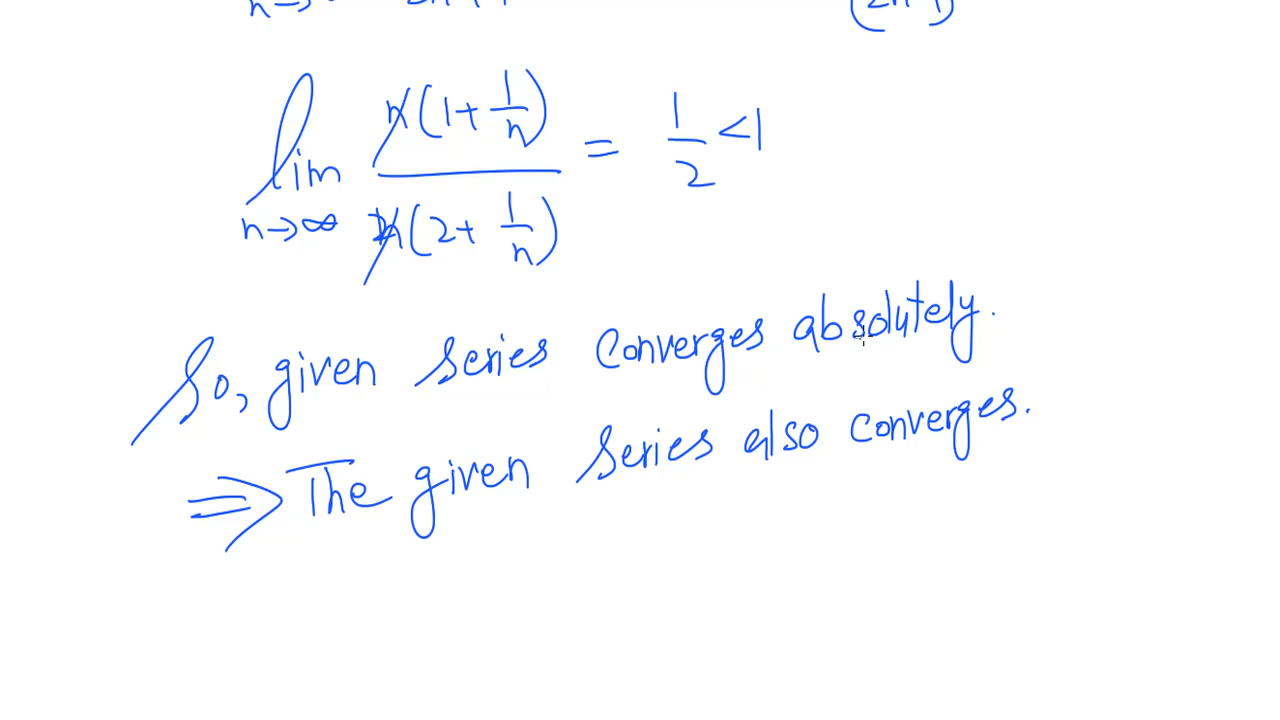 lim n→∞ n(1 + 1/n) / n(2 + 1/n) = 1/2 < 1
So, given series converges absolutely.
⇒ The given series also converges.